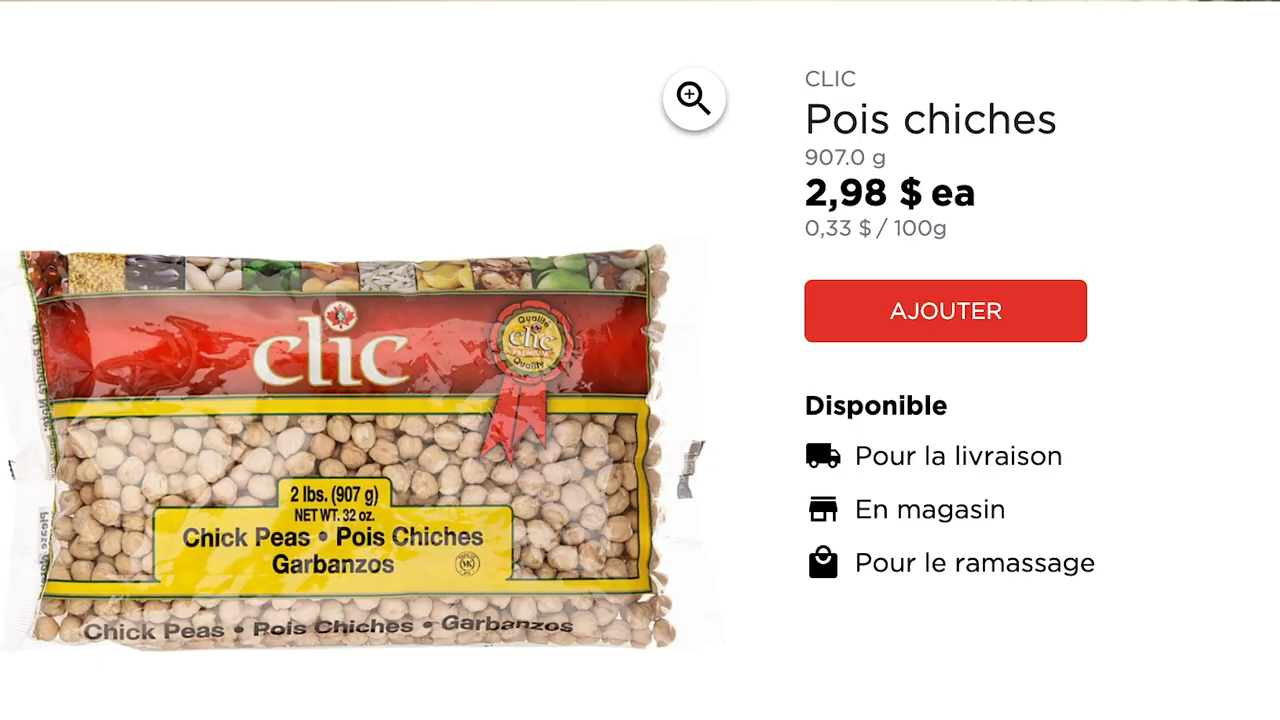 CLIC
Pois chiches
907.0 g
2,98 $ ea
0,33 $ / 100g
AJOUTER
Disponible
Pour la livraison
En magasin
Pour le ramassage
clic
Qualité
clic
PREMIUM
Quality
2 lbs. (907 g)
NET WT. 32 oz.
Chick Peas • Pois Chiches
Garbanzos
MK
Chick Peas • Pois Chiches • Garbanzos